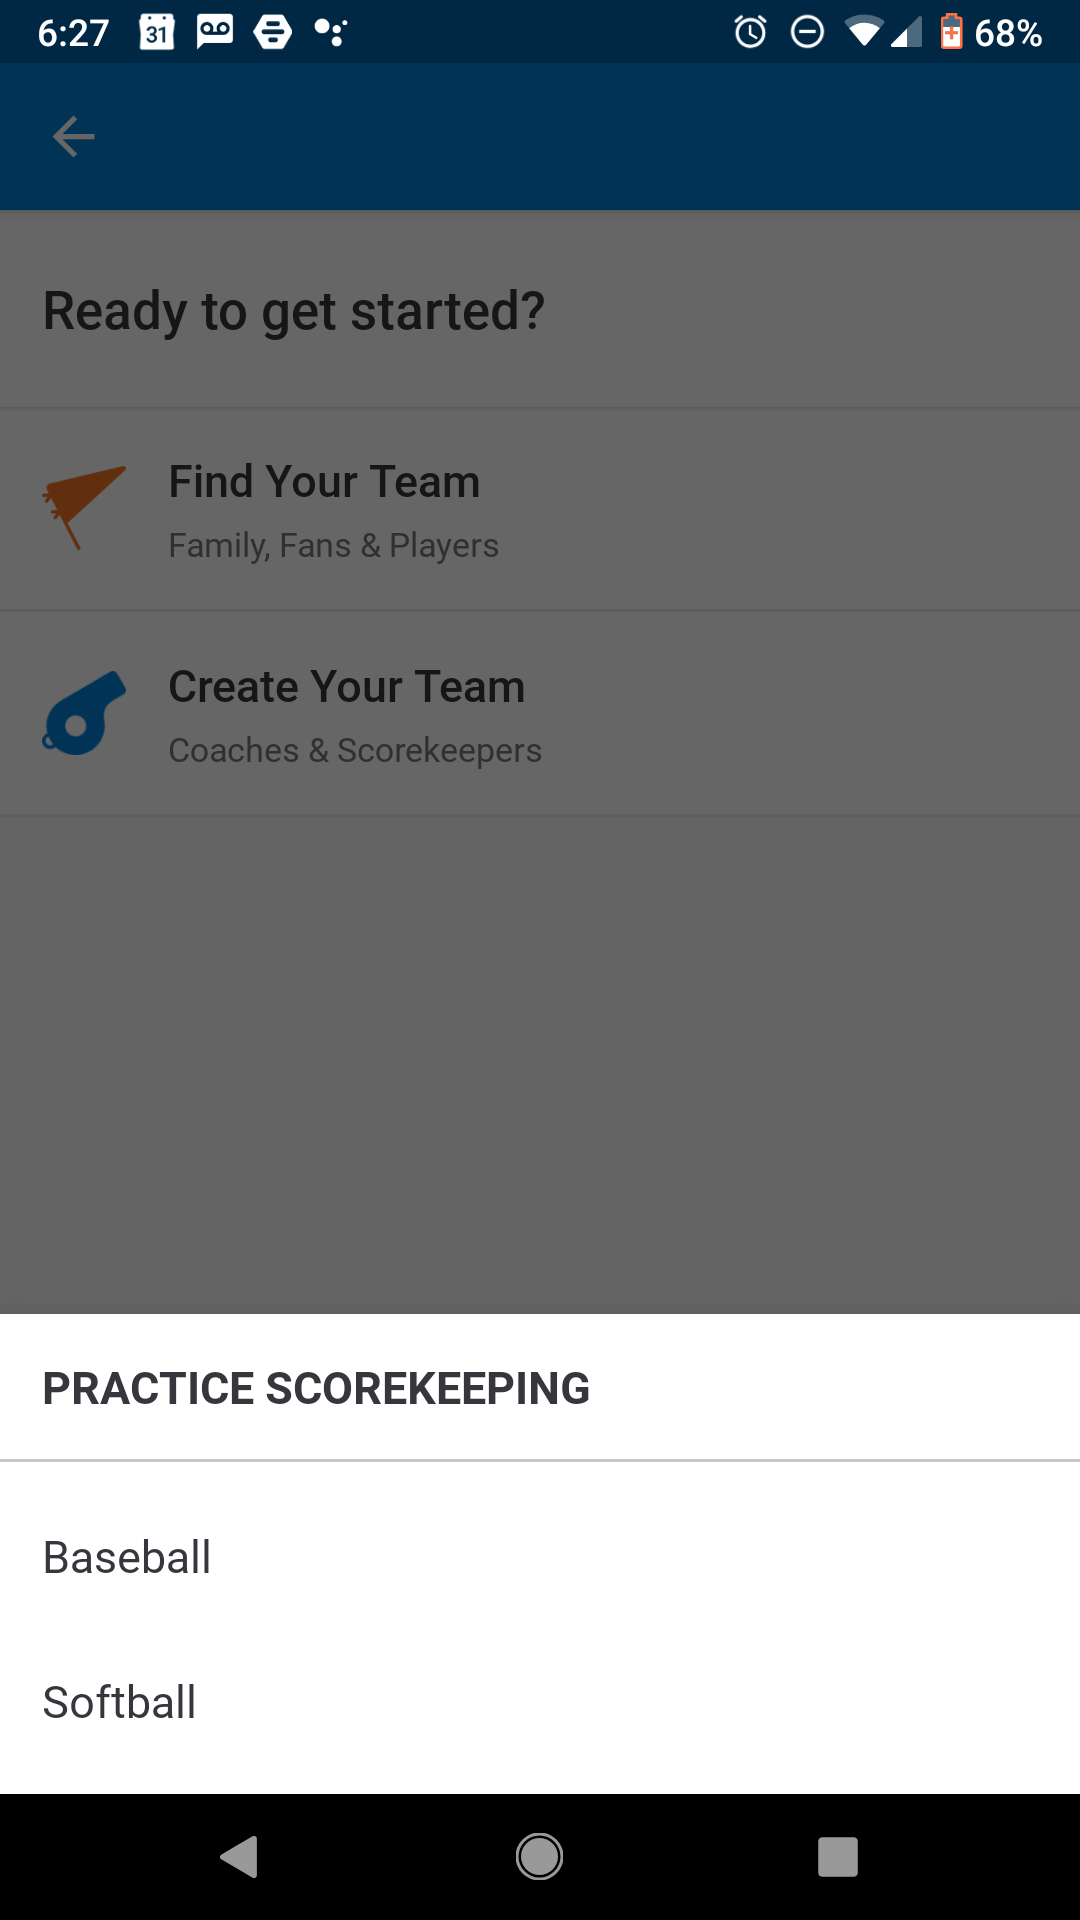 6:27
31
68%
Ready to get started?
Find Your Team
Family, Fans & Players
Create Your Team
Coaches & Scorekeepers
PRACTICE SCOREKEEPING
Baseball
Softball